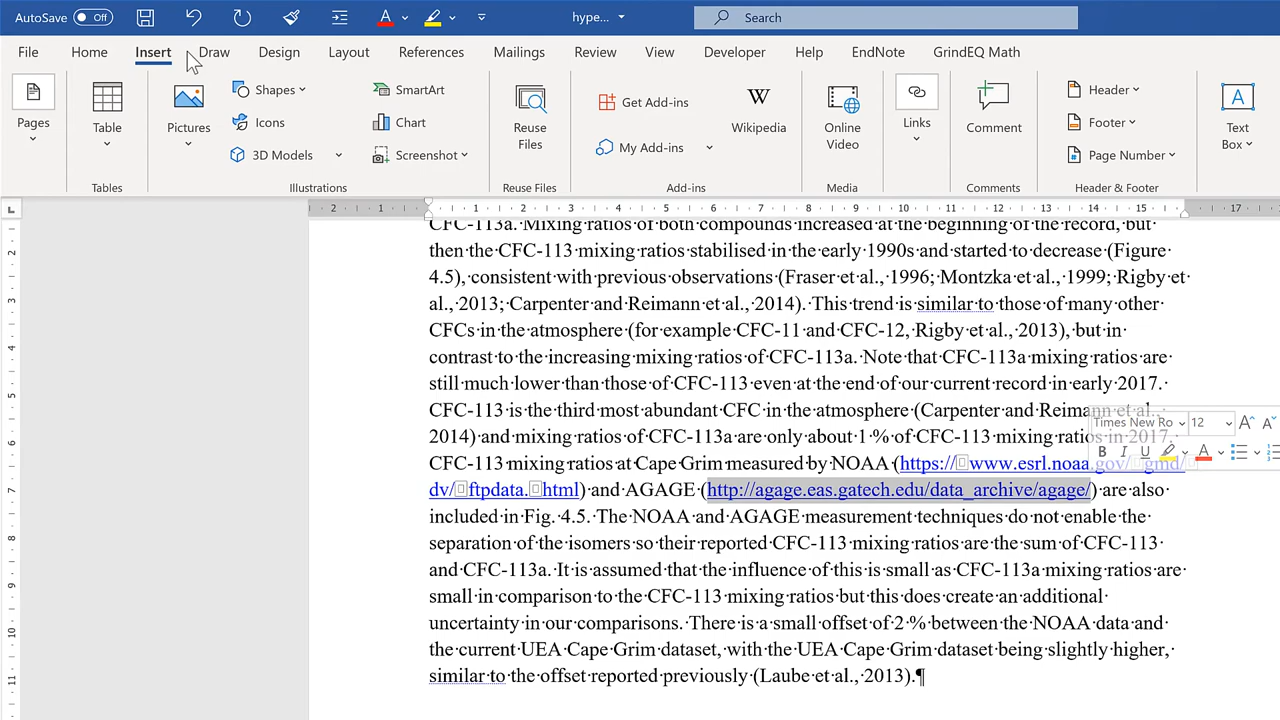 AutoSave Off hype... Search
File Home Insert Draw Design Layout References Mailings Review View Developer Help EndNote GrindEQ Math
Pages Table Pictures Shapes Icons 3D Models SmartArt Chart Screenshot Reuse Files Get Add-ins My Add-ins Wikipedia Online Video Links Comment Header Footer Page Number Text Box
Tables Illustrations Reuse Files Add-ins Media Comments Header & Footer
2 1 1 2 3 4 5 6 7 8 9 10 11 12 13 14 15 17
CFC-113a. Mixing ratios of both compounds increased at the beginning of the record, but
then the CFC-113 mixing ratios stabilised in the early 1990s and started to decrease (Figure
4.5), consistent with previous observations (Fraser et al., 1996; Montzka et al., 1999; Rigby et
al., 2013; Carpenter and Reimann et al., 2014). This trend is similar to those of many other
CFCs in the atmosphere (for example CFC-11 and CFC-12, Rigby et al., 2013), but in
contrast to the increasing mixing ratios of CFC-113a. Note that CFC-113a mixing ratios are
still much lower than those of CFC-113 even at the end of our current record in early 2017.
CFC-113 is the third most abundant CFC in the atmosphere (Carpenter and Reimann et al.,
Times New Ro 12
2014) and mixing ratios of CFC-113a are only about 1 % of CFC-113 mixing ratios in 2017.
CFC-113 mixing ratios at Cape Grim measured by NOAA (https://www.esrl.noaa.gov/gmd/
dv/ftpdata.html) and AGAGE (http://agage.eas.gatech.edu/data_archive/agage/) are also
included in Fig. 4.5. The NOAA and AGAGE measurement techniques do not enable the
separation of the isomers so their reported CFC-113 mixing ratios are the sum of CFC-113
and CFC-113a. It is assumed that the influence of this is small as CFC-113a mixing ratios are
small in comparison to the CFC-113 mixing ratios but this does create an additional
uncertainty in our comparisons. There is a small offset of 2 % between the NOAA data and
the current UEA Cape Grim dataset, with the UEA Cape Grim dataset being slightly higher,
similar to the offset reported previously (Laube et al., 2013).¶